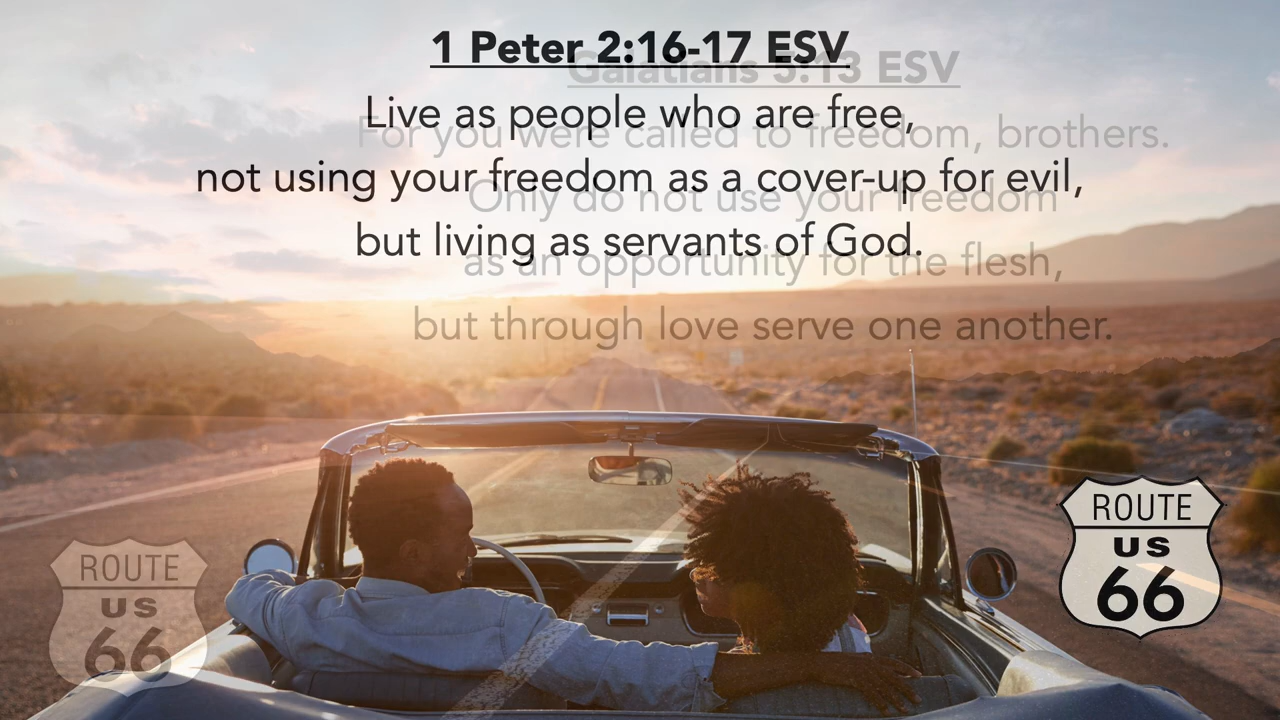 1 Peter 2:16-17 ESV
Live as people who are free,
not using your freedom as a cover-up for evil,
but living as servants of God.
Galatians 5:13 ESV
For you were called to freedom, brothers.
Only do not use your freedom
as an opportunity for the flesh,
but through love serve one another.
ROUTE
US
66
ROUTE
US
66